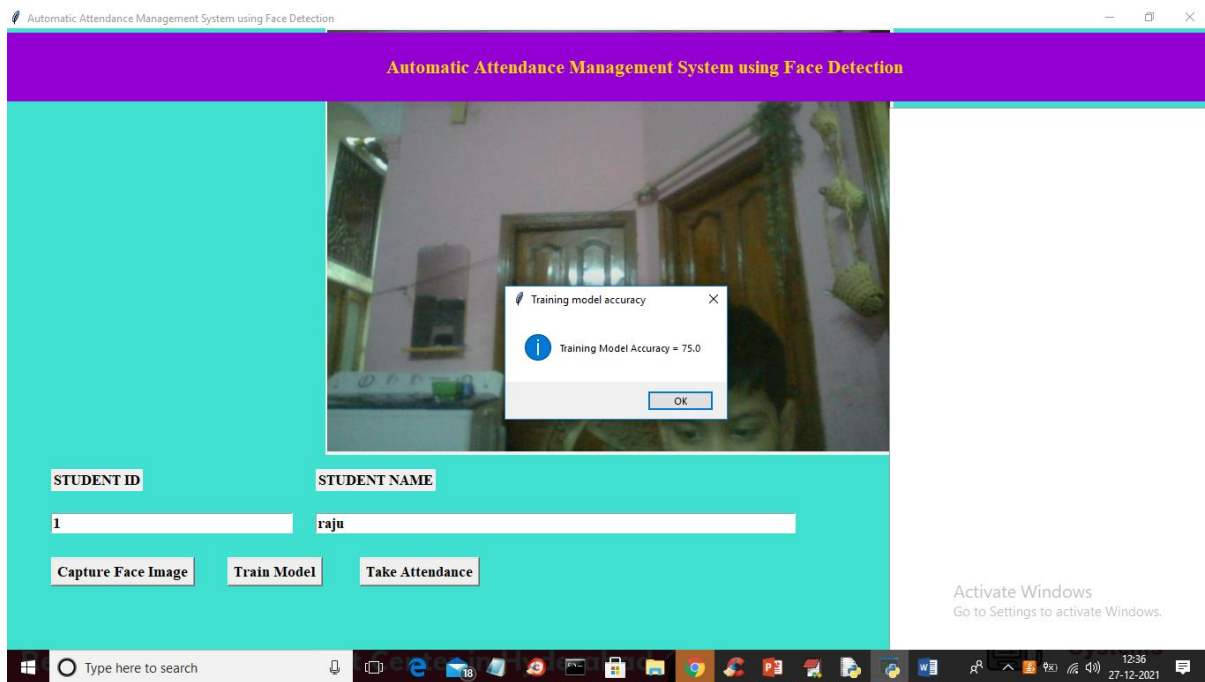 Automatic Attendance Management System using Face Detection
Automatic Attendance Management System using Face Detection
Training model accuracy
Training Model Accuracy = 75.0
OK
STUDENT ID
STUDENT NAME
1
raju
Capture Face Image
Train Model
Take Attendance
Activate Windows
Go to Settings to activate Windows.
Type here to search
18
12:36
27-12-2021